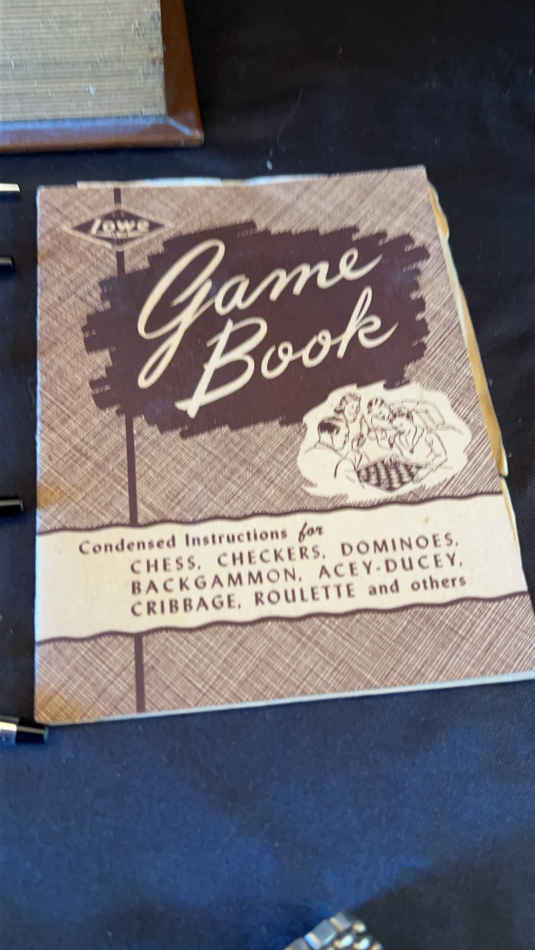 Lowe
Game
Book
Condensed Instructions for
CHESS, CHECKERS, DOMINOES,
BACKGAMMON, ACEY-DUCEY,
CRIBBAGE, ROULETTE and others